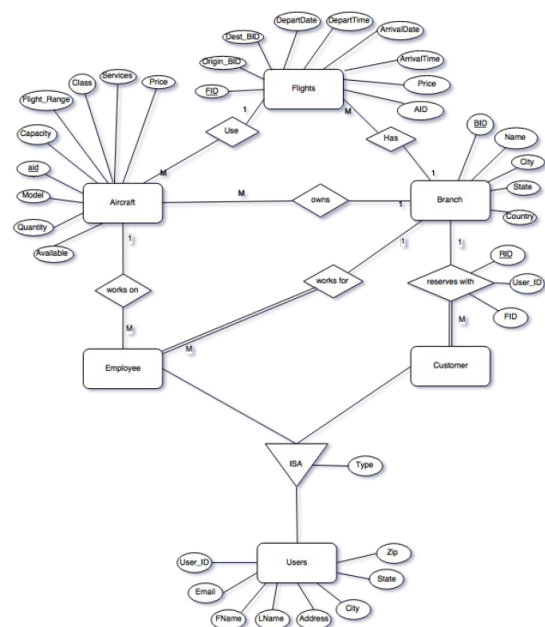 DepartDate
DepartTime
ArrivalDate
Dest_BID
ArrivalTime
Origin_BID
Flights
Price
FID
AID
Services
Class
Price
Flight_Range
Capacity
aid
Model
Quantity
Available
Aircraft
1
Use
M
M
Has
1
BID
Name
City
State
Country
Branch
M
owns
1
1
works on
M
1
works for
M
1
reserves with
M
RID
User_ID
FID
Employee
Customer
ISA
Type
Users
User_ID
Email
FName
LName
Address
City
State
Zip